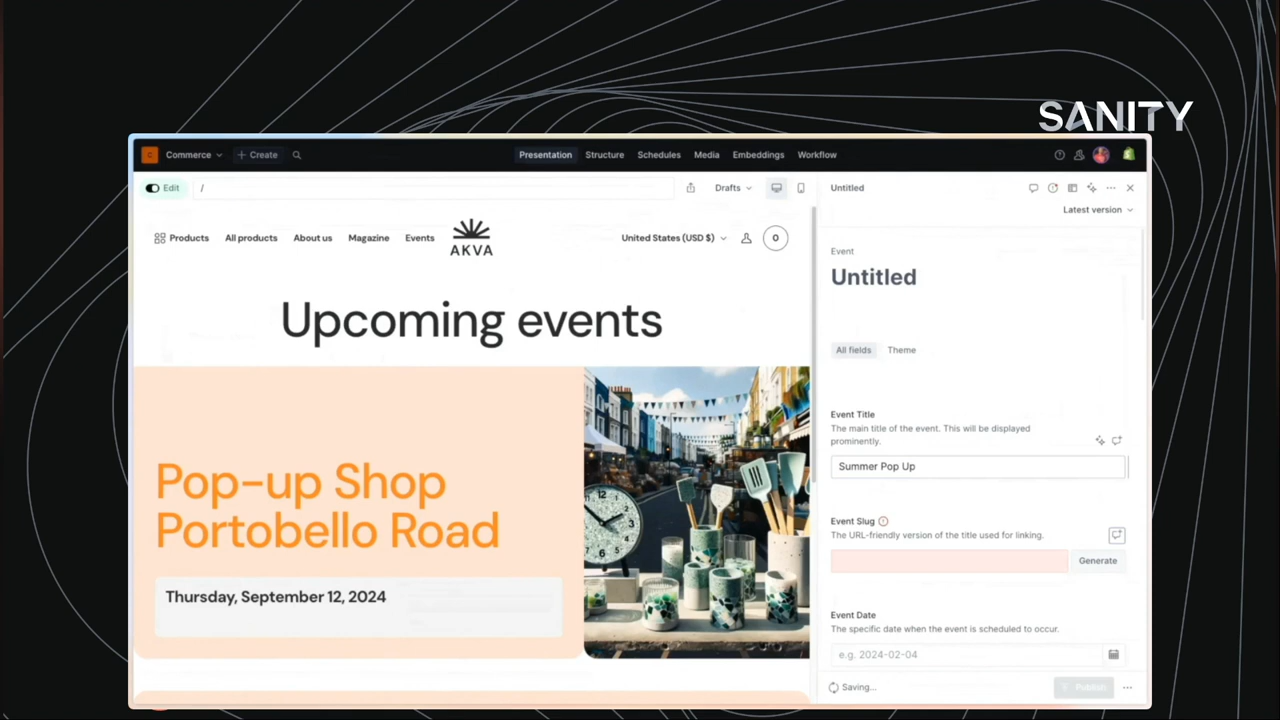 SANITY
C Commerce Create Presentation Structure Schedules Media Embeddings Workflow
Edit / Drafts
Products All products About us Magazine Events AKVA United States (USD $) 0
Upcoming events
Pop-up Shop
Portobello Road
Thursday, September 12, 2024
Untitled
Latest version
Event
Untitled
All fields Theme
Event Title
The main title of the event. This will be displayed
prominently.
Summer Pop Up
Event Slug
The URL-friendly version of the title used for linking.
Generate
Event Date
The specific date when the event is scheduled to occur.
e.g. 2024-02-04
Saving... Publish